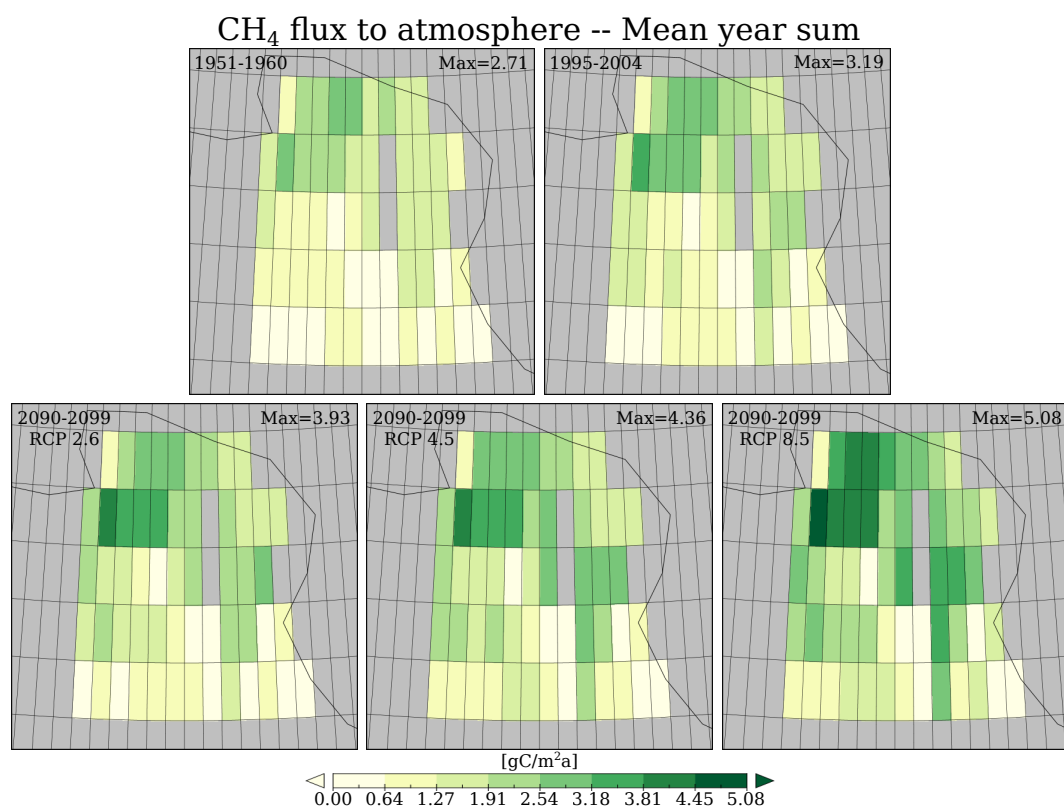 CH₄ flux to atmosphere -- Mean year sum
1951-1960 Max=2.71
1995-2004 Max=3.19
2090-2099 Max=3.93
RCP 2.6
2090-2099 Max=4.36
RCP 4.5
2090-2099 Max=5.08
RCP 8.5
[gC/m²a]
0.00 0.64 1.27 1.91 2.54 3.18 3.81 4.45 5.08